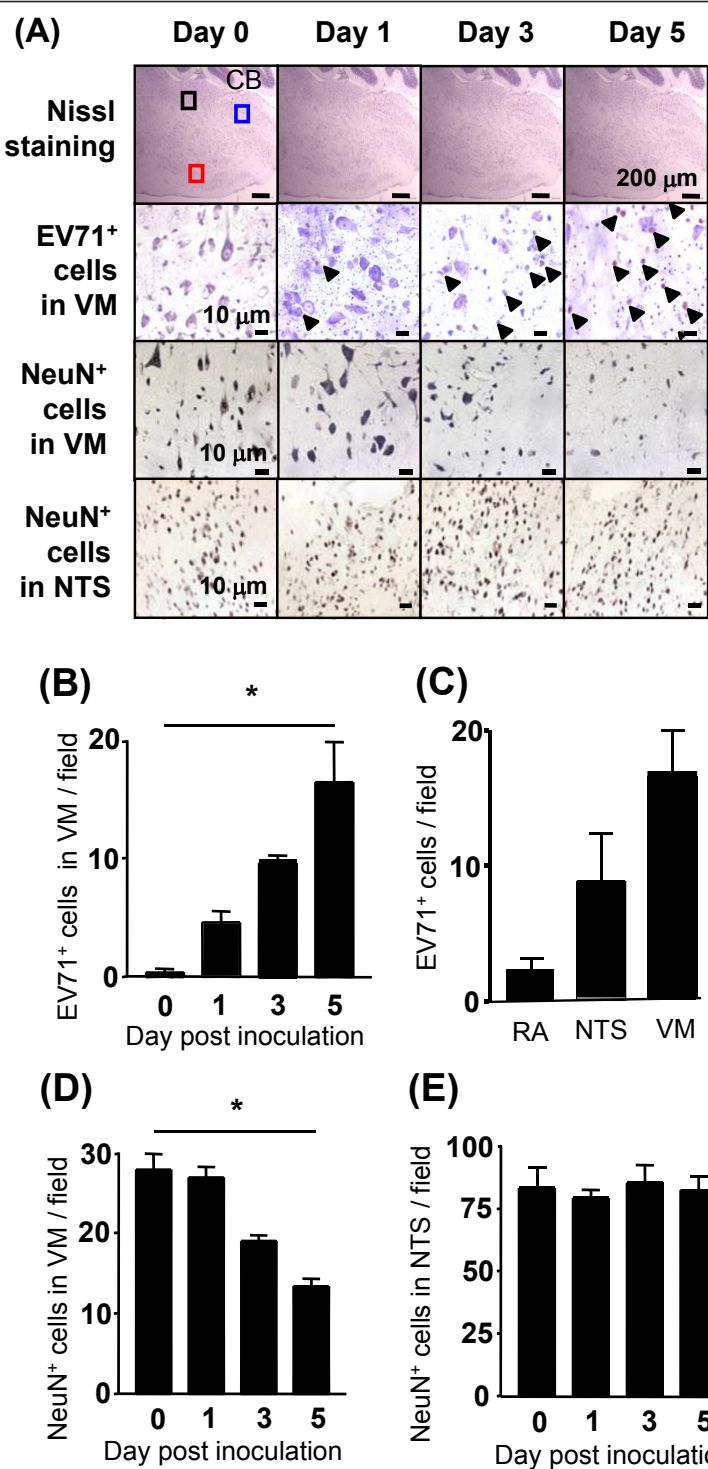 (A) Day 0 Day 1 Day 3 Day 5
Nissl
staining
CB
200 μm
EV71⁺
cells
in VM
10 μm
NeuN⁺
cells
in VM
10 μm
NeuN⁺
cells
in NTS
10 μm
(B)
*
EV71⁺ cells in VM / field
20
10
0
0 1 3 5
Day post inoculation
(C)
EV71⁺ cells / field
20
10
0
RA NTS VM
(D)
*
NeuN⁺ cells in VM / field
30
20
10
0
0 1 3 5
Day post inoculation
(E)
NeuN⁺ cells in NTS / field
100
75
50
25
0
0 1 3 5
Day post inoculatio